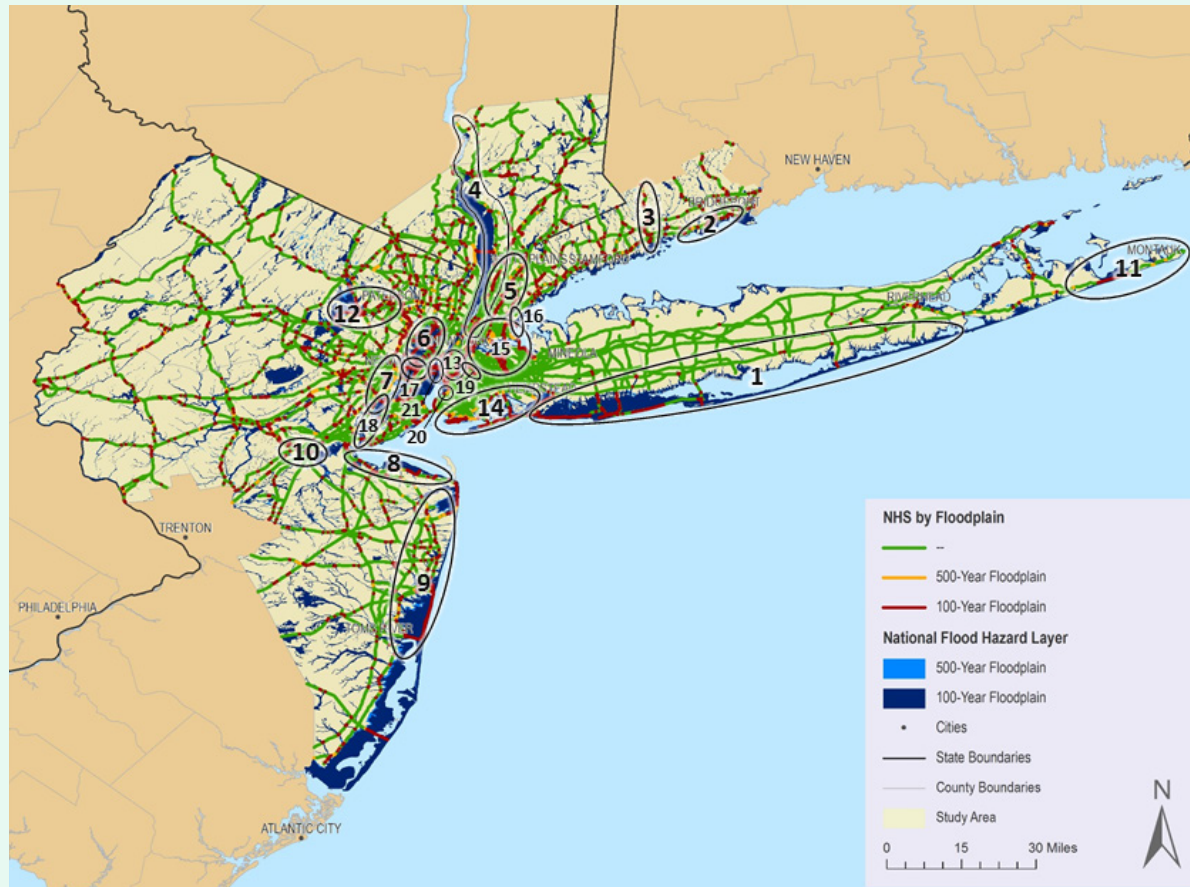 NEW HAVEN
BRIDGEPORT
4
3
2
MONTAUK
11
PLAINS STAMFORD
5
RIVERHEAD
12
16
6
15
MINEOLA
13
1
7
17
19
14
21
18
20
10
8
TRENTON
9
PHILADELPHIA
TOMS RIVER
ATLANTIC CITY
NHS by Floodplain
--
500-Year Floodplain
100-Year Floodplain
National Flood Hazard Layer
500-Year Floodplain
100-Year Floodplain
Cities
State Boundaries
County Boundaries
Study Area
N
0 15 30 Miles